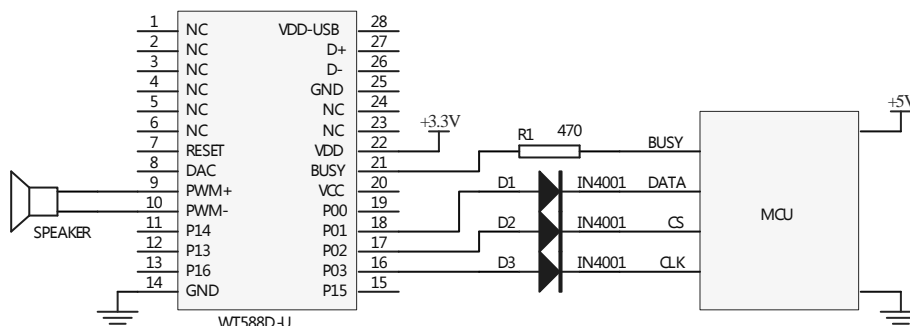 1 NC VDD-USB 28
2 NC D+ 27
3 NC D- 26
4 NC GND 25
5 NC NC 24
6 NC NC 23
7 RESET VDD 22
8 DAC BUSY 21
9 PWM+ VCC 20
10 PWM- P00 19
11 P14 P01 18
12 P13 P02 17
13 P16 P03 16
14 GND P15 15
SPEAKER
WT588D-U
+3.3V
R1 470 BUSY
D1 IN4001 DATA
D2 IN4001 CS
D3 IN4001 CLK
MCU
+5V